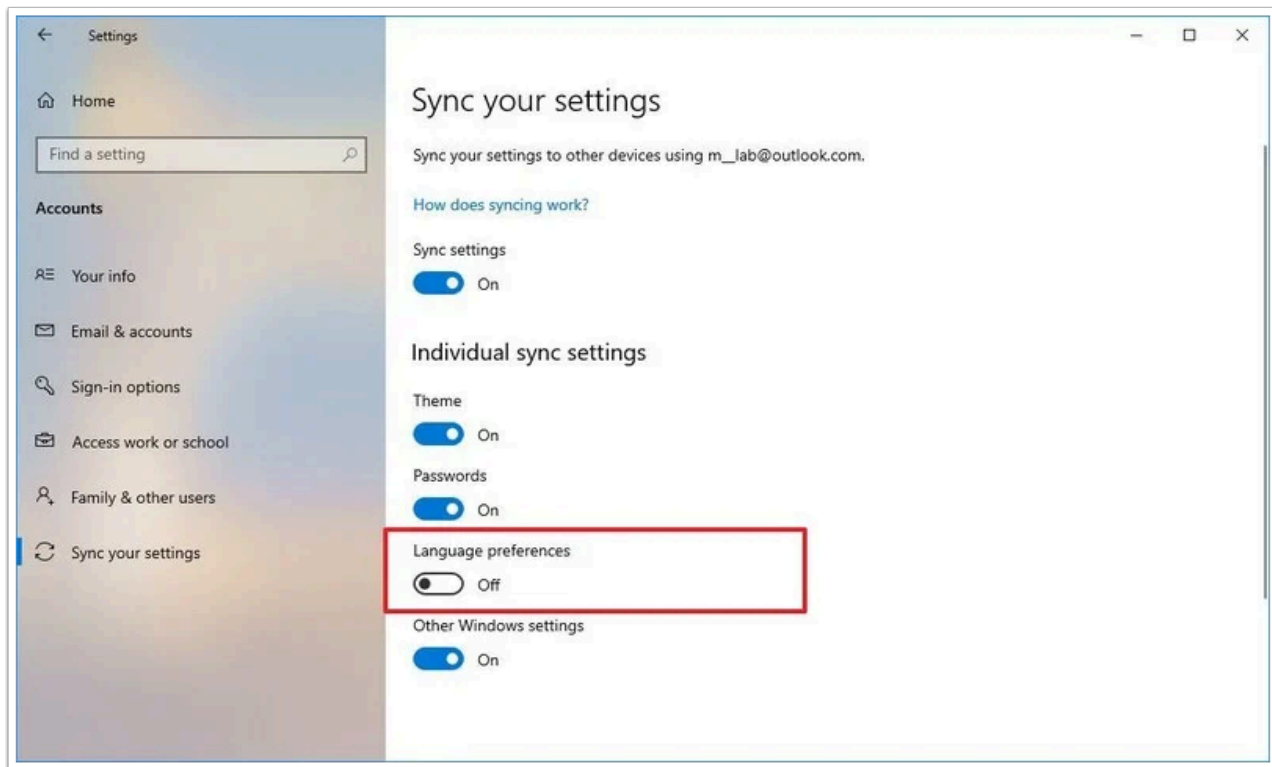 Settings
Home
Find a setting
Accounts
Your info
Email & accounts
Sign-in options
Access work or school
Family & other users
Sync your settings
Sync your settings
Sync your settings to other devices using m__lab@outlook.com.
How does syncing work?
Sync settings
On
Individual sync settings
Theme
On
Passwords
On
Language preferences
Off
Other Windows settings
On